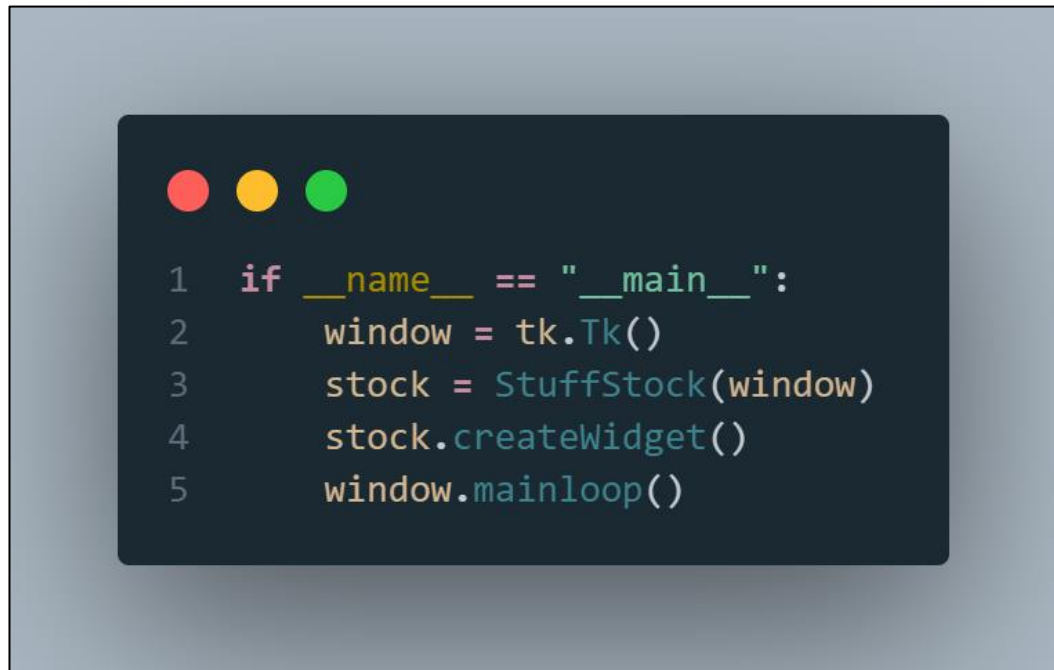 1 if __name__ == "__main__":
2 window = tk.Tk()
3 stock = StuffStock(window)
4 stock.createWidget()
5 window.mainloop()